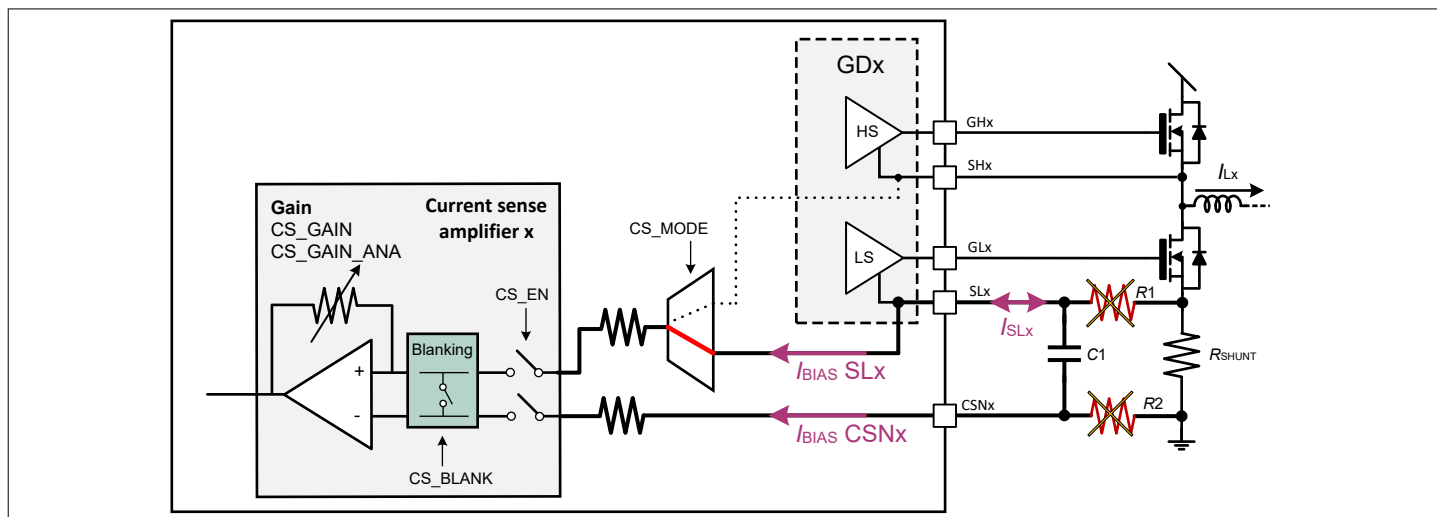 GDx
HS
GHx
SHx
ILx
LS
GLx
SLx
R1
ISLx
C1
RSHUNT
R2
CSNx
CS_MODE
IBIAS SLx
IBIAS CSNx
Gain
CS_GAIN
CS_GAIN_ANA
Current sense
amplifier x
CS_EN
Blanking
+
-
CS_BLANK